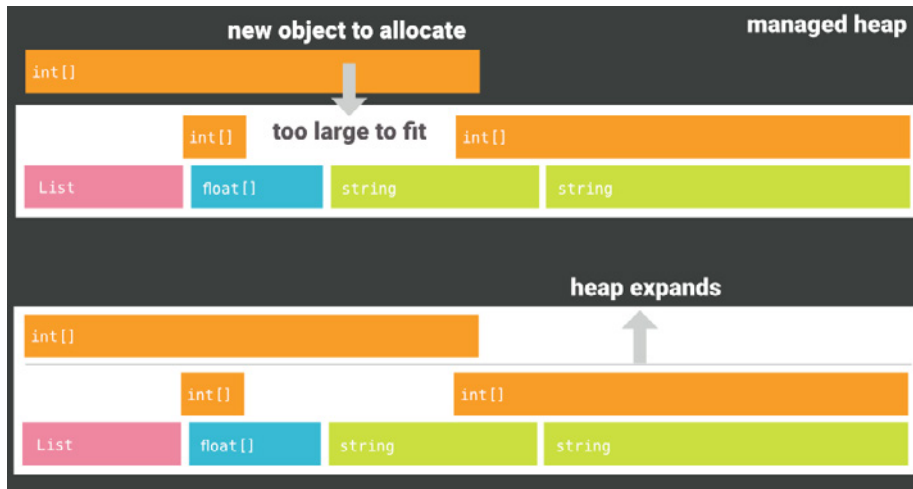 new object to allocate
managed heap
int[]
int[]
too large to fit
int[]
List
float[]
string
string
heap expands
int[]
int[]
int[]
List
float[]
string
string